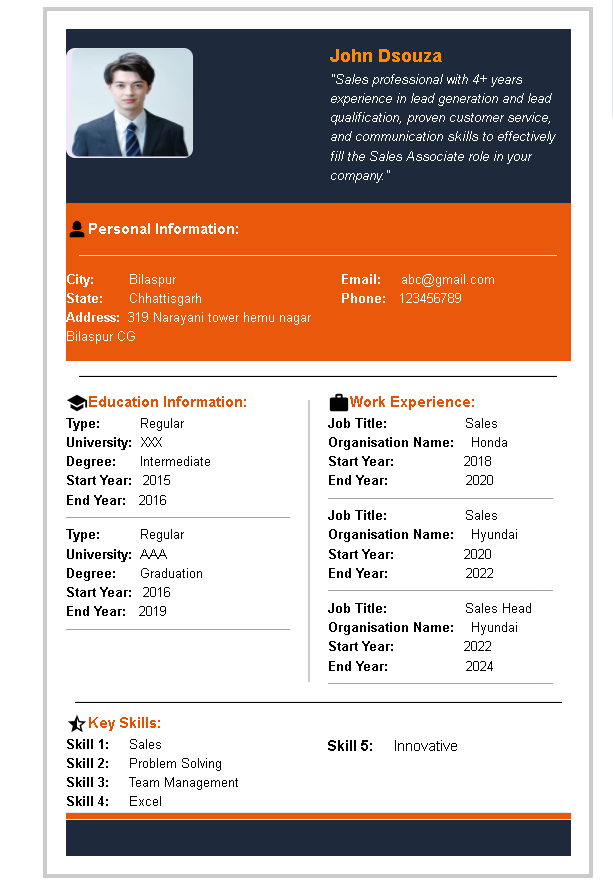 John Dsouza
"Sales professional with 4+ years
experience in lead generation and lead
qualification, proven customer service,
and communication skills to effectively
fill the Sales Associate role in your
company."
Personal Information:
City: Bilaspur
State: Chhattisgarh
Address: 319 Narayani tower hemu nagar
Bilaspur CG
Email: abc@gmail.com
Phone: 123456789
Education Information:
Type: Regular
University: XXX
Degree: Intermediate
Start Year: 2015
End Year: 2016
Type: Regular
University: AAA
Degree: Graduation
Start Year: 2016
End Year: 2019
Work Experience:
Job Title: Sales
Organisation Name: Honda
Start Year: 2018
End Year: 2020
Job Title: Sales
Organisation Name: Hyundai
Start Year: 2020
End Year: 2022
Job Title: Sales Head
Organisation Name: Hyundai
Start Year: 2022
End Year: 2024
Key Skills:
Skill 1: Sales
Skill 2: Problem Solving
Skill 3: Team Management
Skill 4: Excel
Skill 5: Innovative